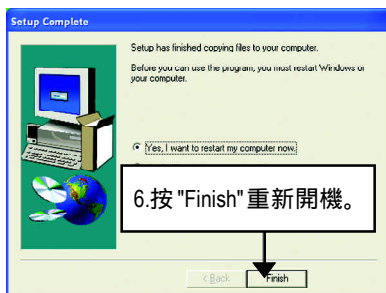 Setup Complete
Setup has finished copying files to your computer.
Before you can use the program, you must restart Windows or
your computer.
Yes, I want to restart my computer now.
6.按"Finish"重新開機。
< Back
Finish